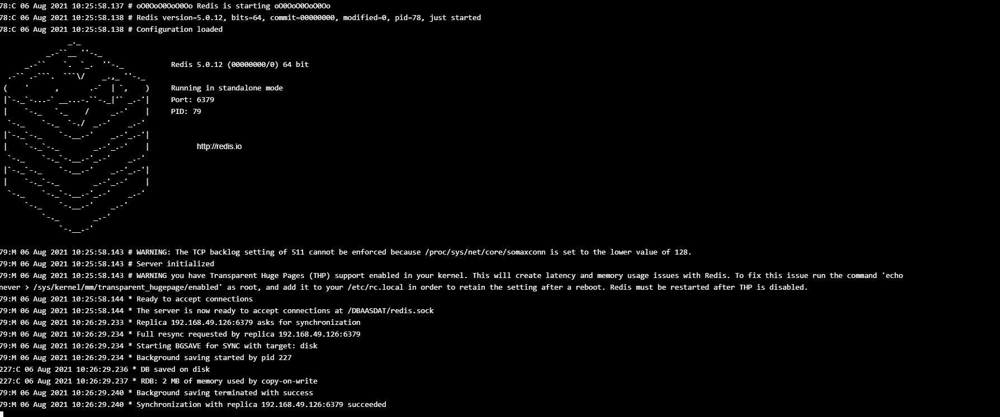 78:C 06 Aug 2021 10:25:58.137 # oO0OoO0OoO0Oo Redis is starting oO0OoO0OoO0Oo
78:C 06 Aug 2021 10:25:58.138 # Redis version=5.0.12, bits=64, commit=00000000, modified=0, pid=78, just started
78:C 06 Aug 2021 10:25:58.138 # Configuration loaded
Redis 5.0.12 (00000000/0) 64 bit
Running in standalone mode
Port: 6379
PID: 79
http://redis.io
79:M 06 Aug 2021 10:25:58.143 # WARNING: The TCP backlog setting of 511 cannot be enforced because /proc/sys/net/core/somaxconn is set to the lower value of 128.
79:M 06 Aug 2021 10:25:58.143 # Server initialized
79:M 06 Aug 2021 10:25:58.143 # WARNING you have Transparent Huge Pages (THP) support enabled in your kernel. This will create latency and memory usage issues with Redis. To fix this issue run the command 'echo
never > /sys/kernel/mm/transparent_hugepage/enabled' as root, and add it to your /etc/rc.local in order to retain the setting after a reboot. Redis must be restarted after THP is disabled.
79:M 06 Aug 2021 10:25:58.144 * Ready to accept connections
79:M 06 Aug 2021 10:25:58.144 * The server is now ready to accept connections at /DBAASDAT/redis.sock
79:M 06 Aug 2021 10:26:29.233 * Replica 192.168.49.126:6379 asks for synchronization
79:M 06 Aug 2021 10:26:29.234 * Full resync requested by replica 192.168.49.126:6379
79:M 06 Aug 2021 10:26:29.234 * Starting BGSAVE for SYNC with target: disk
79:M 06 Aug 2021 10:26:29.234 * Background saving started by pid 227
227:C 06 Aug 2021 10:26:29.236 * DB saved on disk
227:C 06 Aug 2021 10:26:29.237 * RDB: 2 MB of memory used by copy-on-write
79:M 06 Aug 2021 10:26:29.240 * Background saving terminated with success
79:M 06 Aug 2021 10:26:29.240 * Synchronization with replica 192.168.49.126:6379 succeeded